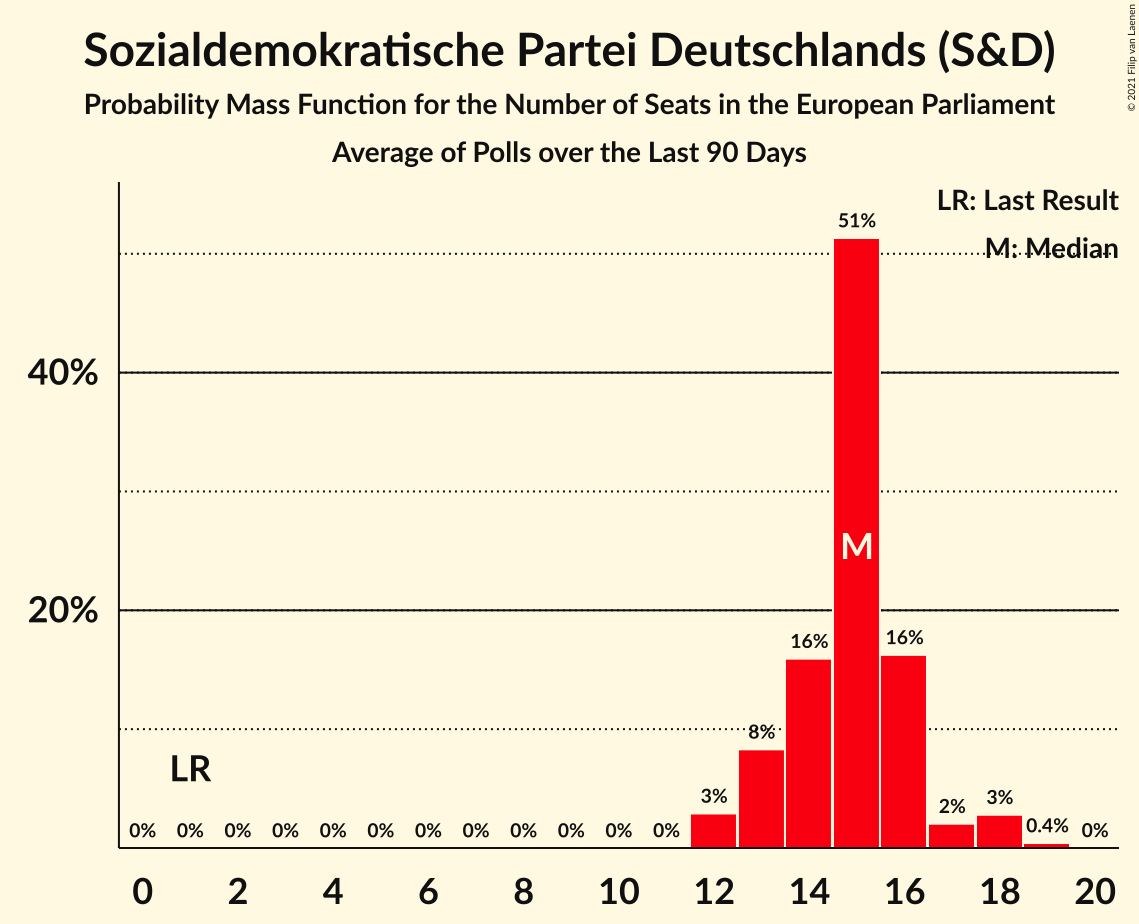 Sozialdemokratische Partei Deutschlands (S&D)
Probability Mass Function for the Number of Seats in the European Parliament
Average of Polls over the Last 90 Days
© 2021 Filip van Laenen
LR: Last Result
M: Median
51%
40%
M
20%
16% 16%
8%
LR
3% 2% 3%
0% 0% 0% 0% 0% 0% 0% 0% 0% 0% 0% 0% 0.4% 0%
0 2 4 6 8 10 12 14 16 18 20